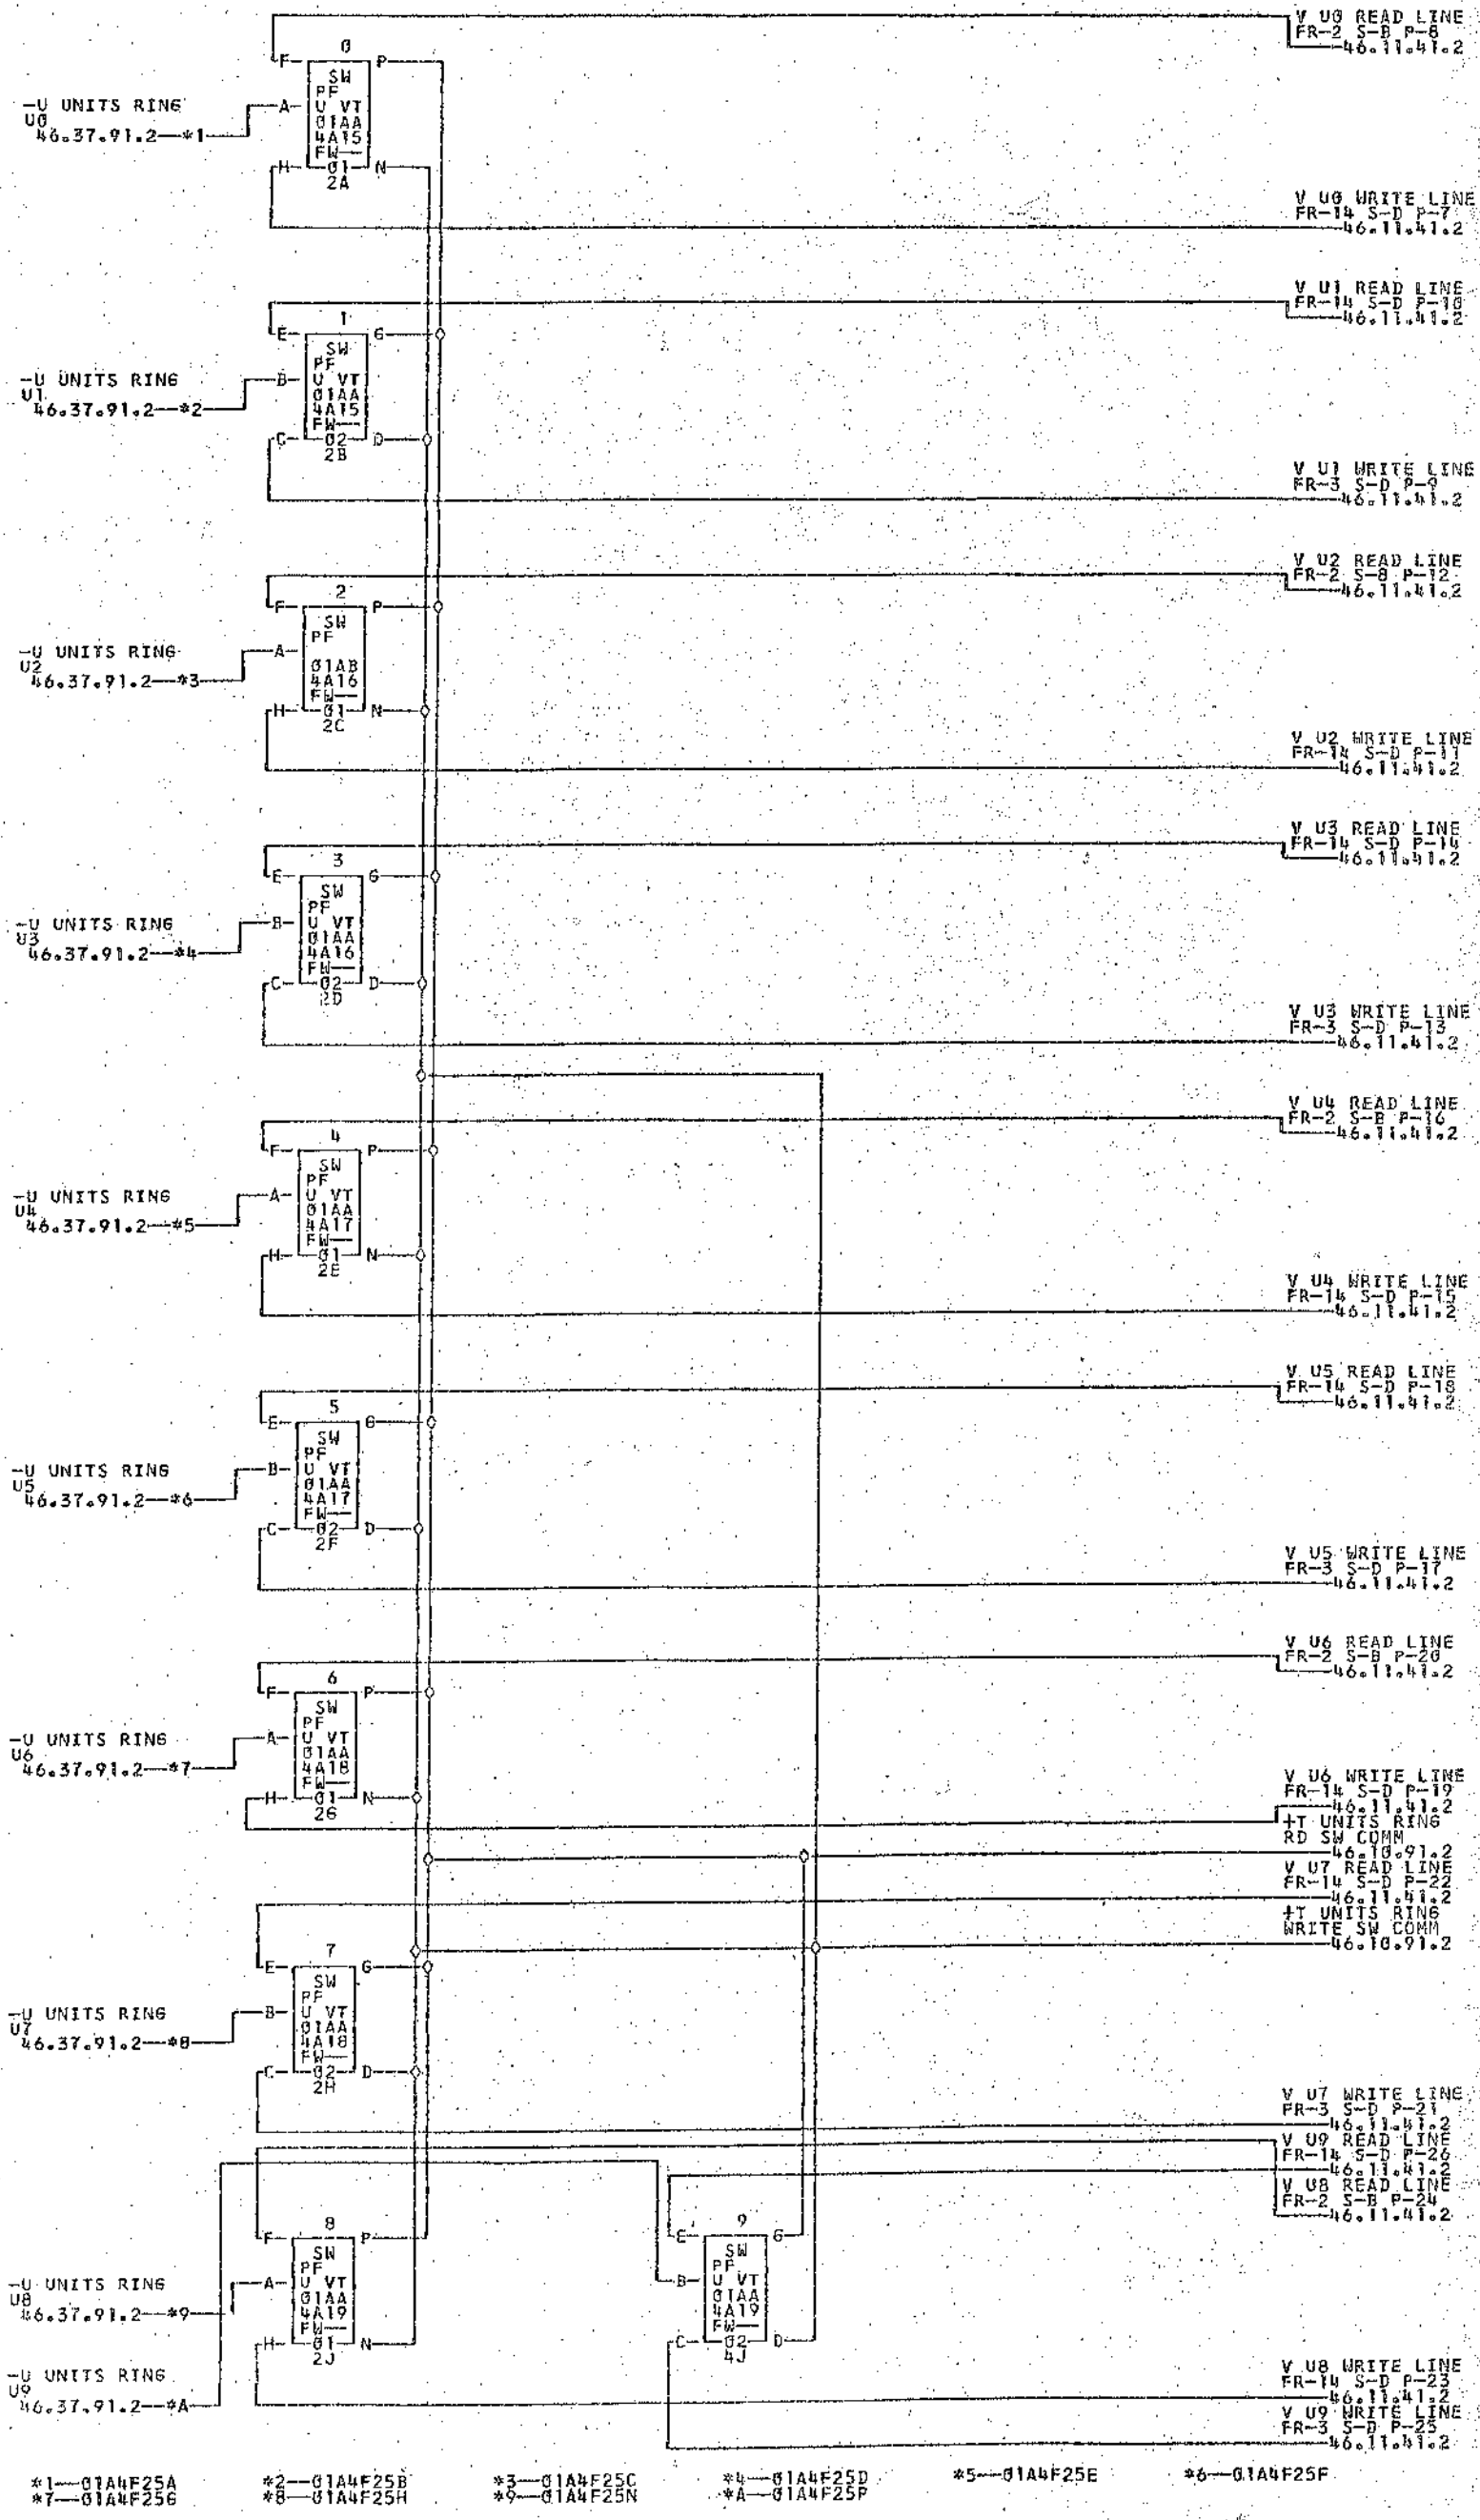 V U0 READ LINE
FR-2 S-B P-8
46.11.41.2
0
F P
SW
PF
-U UNITS RING
U0
46.37.91.2--*1
A
U VT
01AA
4A15
FW--
H 01 N
2A
V U0 WRITE LINE
FR-14 S-D P-7
46.11.41.2
V U1 READ LINE
FR-14 S-D P-10
46.11.41.2
1
E G
SW
PF
-U UNITS RING
U1
46.37.91.2--*2
B
U VT
01AA
4A15
FW--
C 02 D
2B
V U1 WRITE LINE
FR-3 S-D P-9
46.11.41.2
V U2 READ LINE
FR-2 S-B P-12
46.11.41.2
2
F P
SW
PF
-U UNITS RING
U2
46.37.91.2--*3
A
01AB
4A16
FW--
H 01 N
2C
V U2 WRITE LINE
FR-14 S-D P-11
46.11.41.2
V U3 READ LINE
FR-14 S-D P-14
46.11.41.2
3
E G
SW
PF
-U UNITS RING
U3
46.37.91.2--*4
B
U VT
01AA
4A16
FW--
C 02 D
2D
V U3 WRITE LINE
FR-3 S-D P-13
46.11.41.2
V U4 READ LINE
FR-2 S-B P-16
46.11.41.2
4
F P
SW
PF
-U UNITS RING
U4
46.37.91.2--*5
A
U VT
01AA
4A17
FW--
H 01 N
2E
V U4 WRITE LINE
FR-14 S-D P-15
46.11.41.2
V U5 READ LINE
FR-14 S-D P-18
46.11.41.2
5
E G
SW
PF
-U UNITS RING
U5
46.37.91.2--*6
B
U VT
01AA
4A17
FW--
C 02 D
2F
V U5 WRITE LINE
FR-3 S-D P-17
46.11.41.2
V U6 READ LINE
FR-2 S-B P-20
46.11.41.2
6
F P
SW
PF
-U UNITS RING
U6
46.37.91.2--*7
A
U VT
01AA
4A18
FW--
H 01 N
2G
V U6 WRITE LINE
FR-14 S-D P-19
46.11.41.2
+T UNITS RING
RD SW COMM
46.10.91.2
V U7 READ LINE
FR-14 S-D P-22
46.11.41.2
+T UNITS RING
WRITE SW COMM
46.10.91.2
7
E G
SW
PF
-U UNITS RING
U7
46.37.91.2--*8
B
U VT
01AA
4A18
FW--
C 02 D
2H
V U7 WRITE LINE
FR-3 S-D P-21
46.11.41.2
V U9 READ LINE
FR-14 S-D P-26
46.11.41.2
V U8 READ LINE
FR-2 S-B P-24
46.11.41.2
8
F P
SW
PF
-U UNITS RING
U8
46.37.91.2--*9
A
U VT
01AA
4A19
FW--
H 01 N
2J
9
E G
SW
PF
B
U VT
01AA
4A19
FW--
C 02 D
4J
-U UNITS RING
U9
46.37.91.2--*A
V U8 WRITE LINE
FR-14 S-D P-23
46.11.41.2
V U9 WRITE LINE
FR-3 S-D P-25
46.11.41.2
*1--01A4F25A *2--01A4F25B *3--01A4F25C *4--01A4F25D *5--01A4F25E *6--01A4F25F
*7--01A4F25G *8--01A4F25H *9--01A4F25N *A--01A4F25P